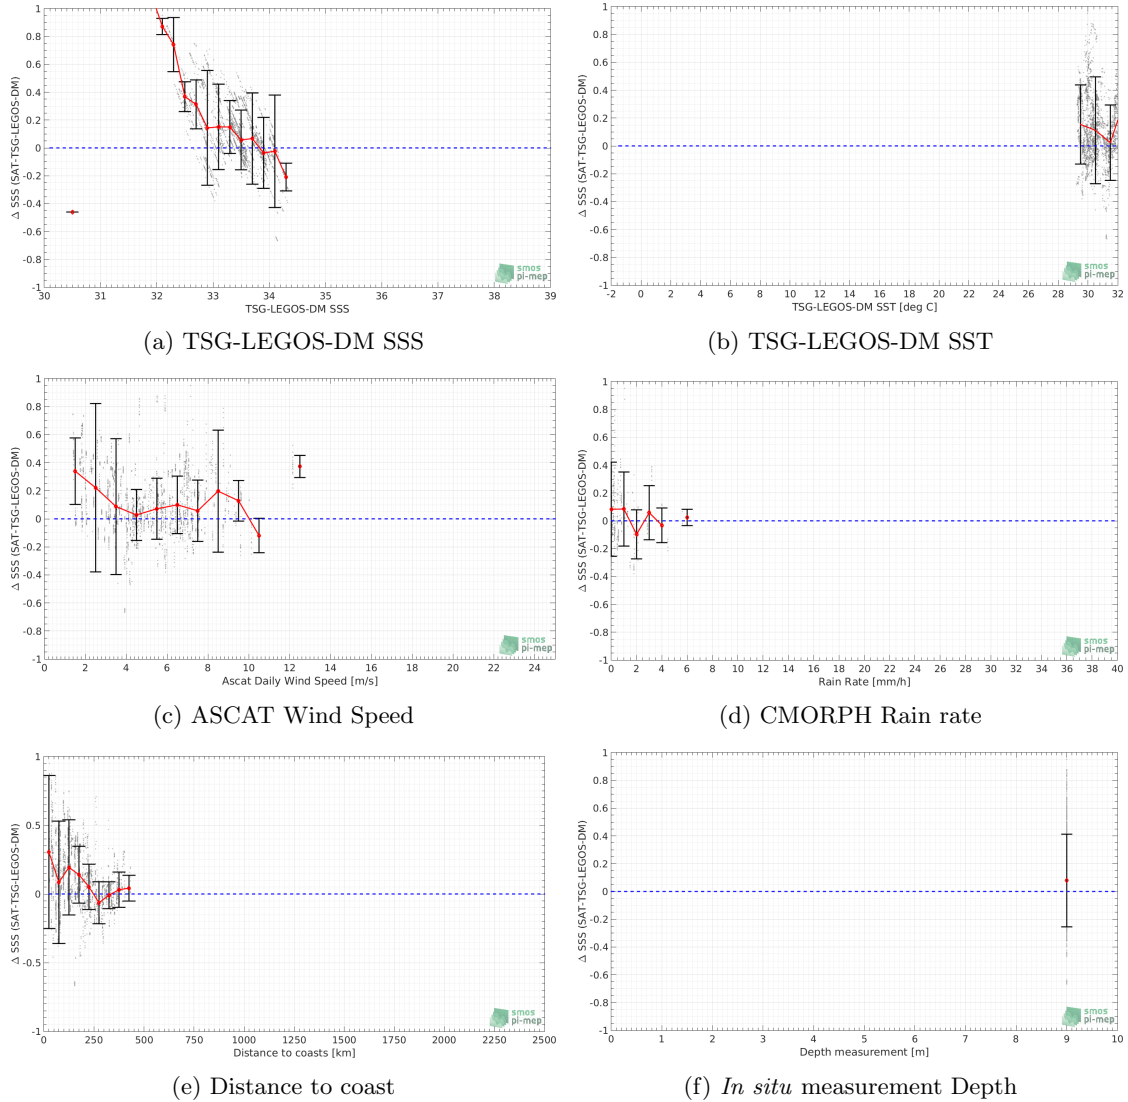 Δ SSS (SAT-TSG-LEGOS-DM)
1
0.8
0.6
0.4
0.2
0
-0.2
-0.4
-0.6
-0.8
-1
30 31 32 33 34 35 36 37 38 39
TSG-LEGOS-DM SSS
smos
pi-mep
(a) TSG-LEGOS-DM SSS
Δ SSS (SAT-TSG-LEGOS-DM)
1
0.8
0.6
0.4
0.2
0
-0.2
-0.4
-0.6
-0.8
-1
-2 0 2 4 6 8 10 12 14 16 18 20 22 24 26 28 30 32
TSG-LEGOS-DM SST [deg C]
smos
pi-mep
(b) TSG-LEGOS-DM SST
Δ SSS (SAT-TSG-LEGOS-DM)
1
0.8
0.6
0.4
0.2
0
-0.2
-0.4
-0.6
-0.8
-1
0 2 4 6 8 10 12 14 16 18 20 22 24
Ascat Daily Wind Speed [m/s]
smos
pi-mep
(c) ASCAT Wind Speed
Δ SSS (SAT-TSG-LEGOS-DM)
1
0.8
0.6
0.4
0.2
0
-0.2
-0.4
-0.6
-0.8
-1
0 2 4 6 8 10 12 14 16 18 20 22 24 26 28 30 32 34 36 38 40
Rain Rate [mm/h]
smos
pi-mep
(d) CMORPH Rain rate
Δ SSS (SAT-TSG-LEGOS-DM)
1
0.5
0
-0.5
-1
0 250 500 750 1000 1250 1500 1750 2000 2250 2500
Distance to coasts [km]
smos
pi-mep
(e) Distance to coast
Δ SSS (SAT-TSG-LEGOS-DM)
1
0.8
0.6
0.4
0.2
0
-0.2
-0.4
-0.6
-0.8
-1
0 1 2 3 4 5 6 7 8 9 10
Depth measurement [m]
smos
pi-mep
(f) In situ measurement Depth